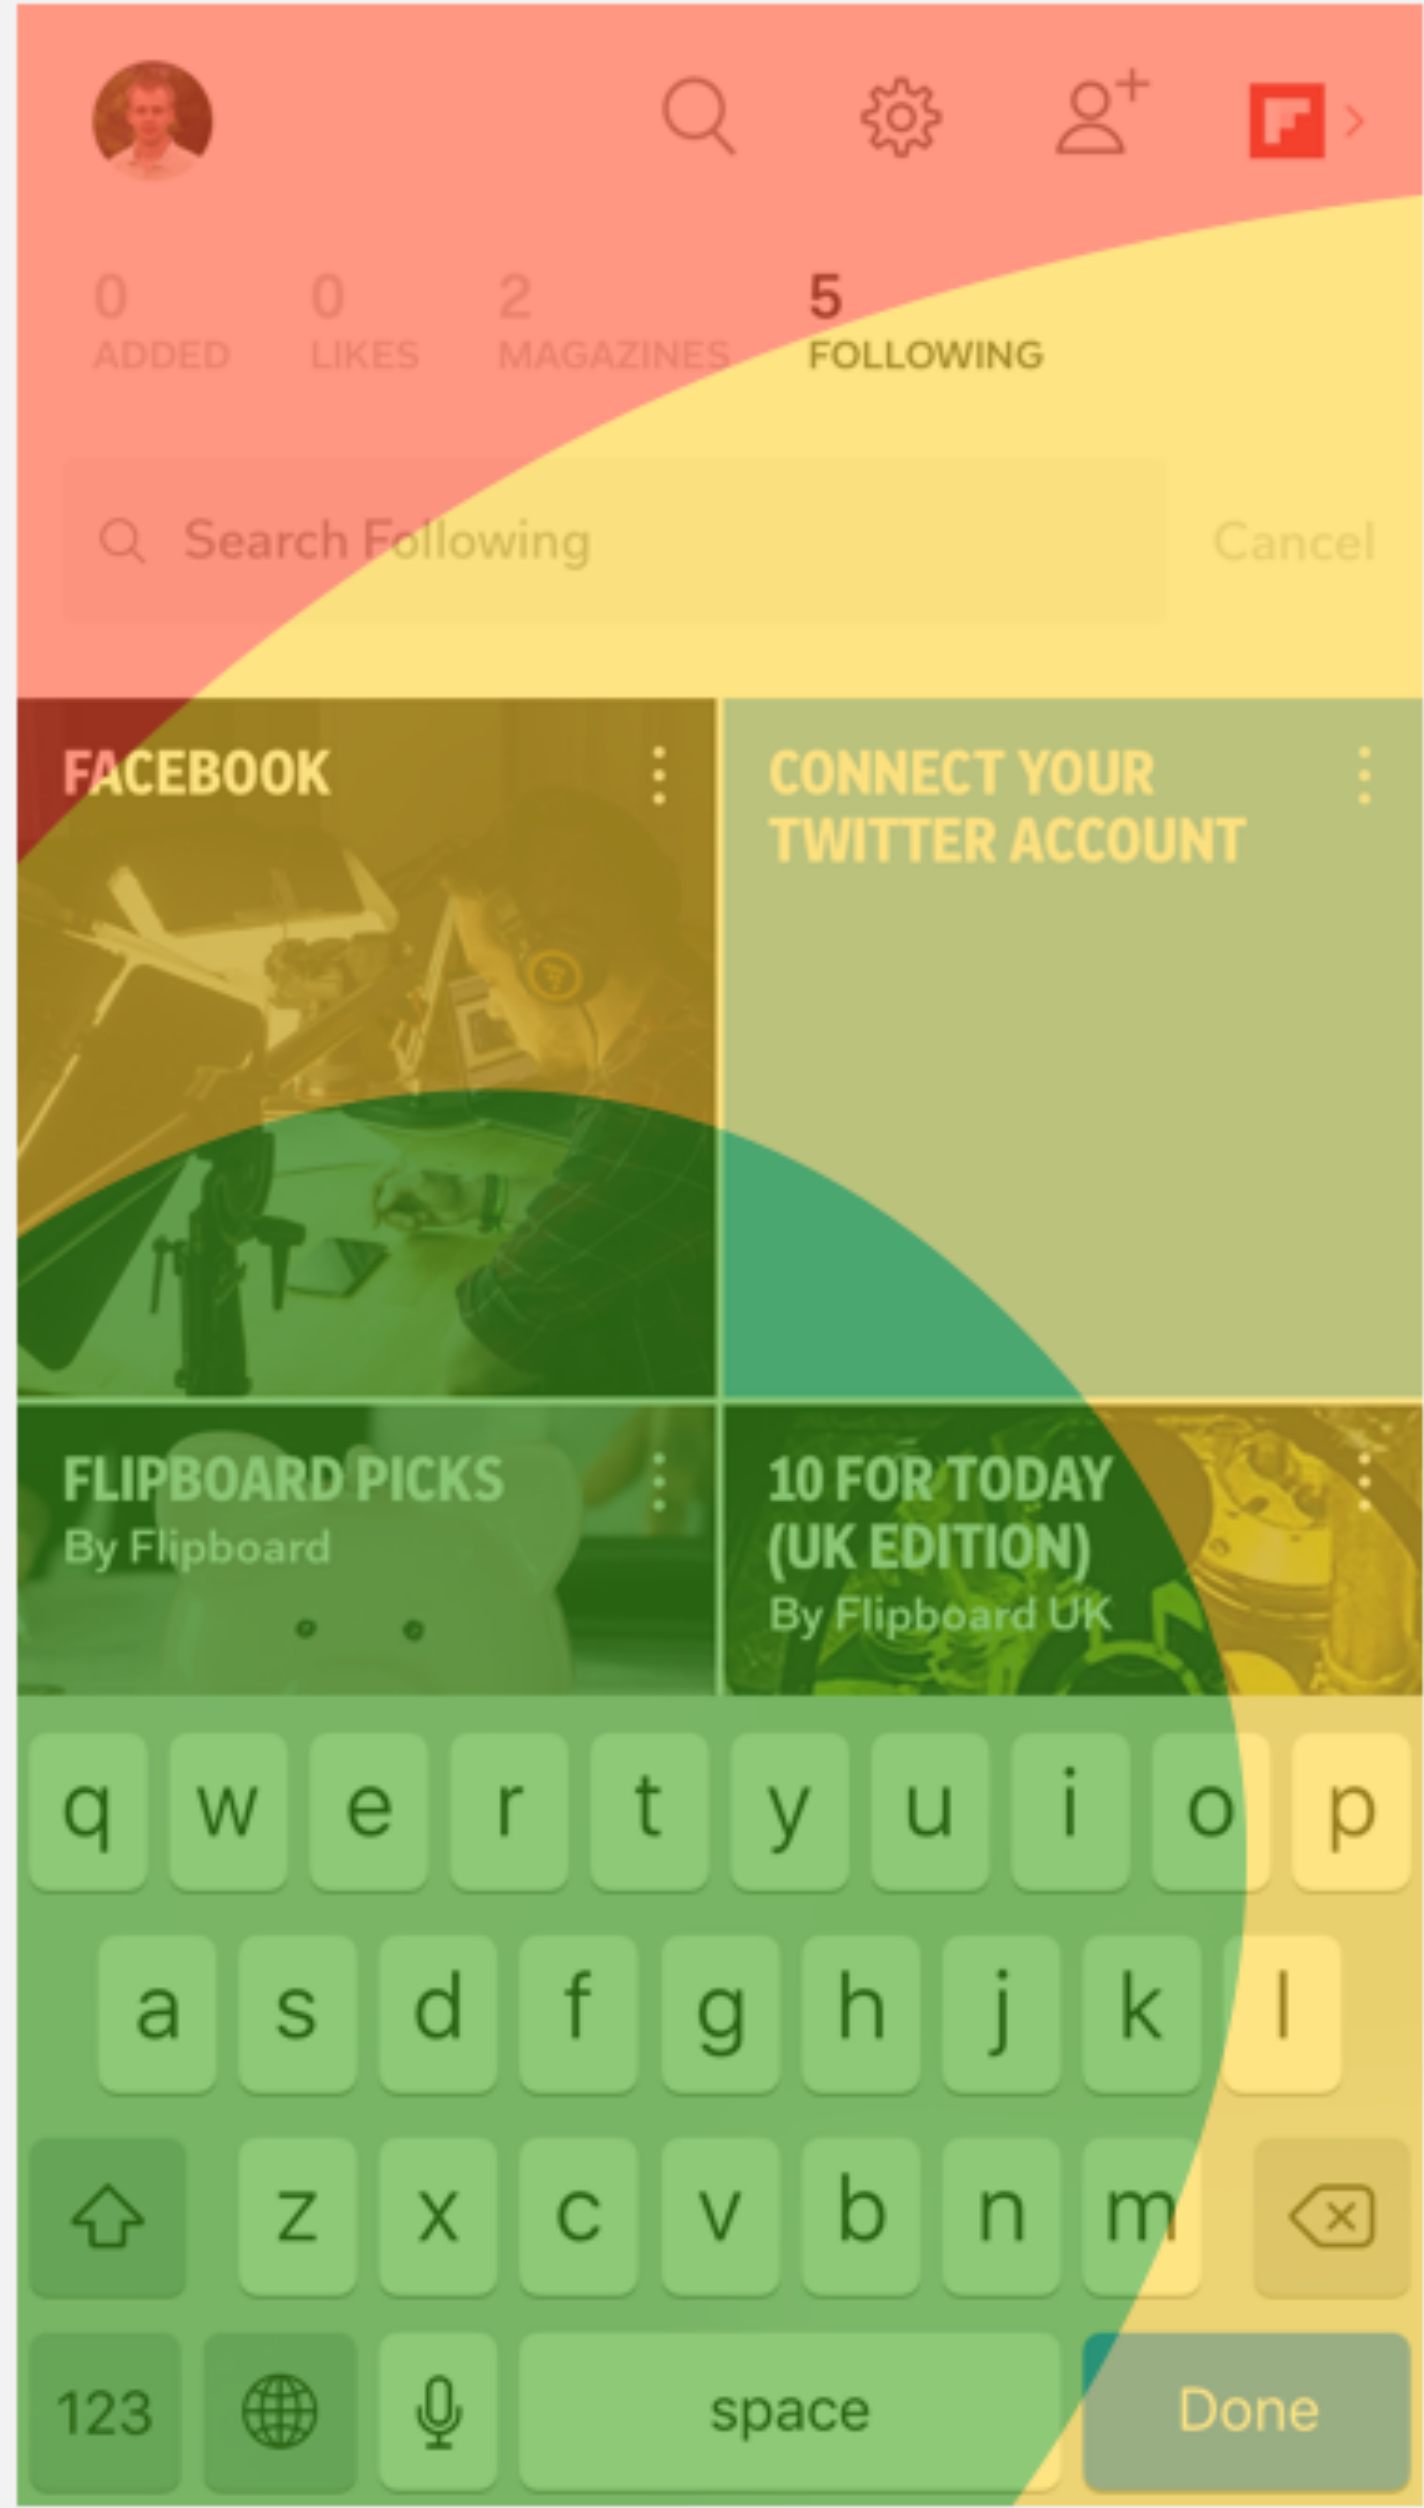 0 0 2 5
ADDED LIKES MAGAZINES FOLLOWING
Search Following Cancel
FACEBOOK
CONNECT YOUR
TWITTER ACCOUNT
FLIPBOARD PICKS
By Flipboard
10 FOR TODAY
(UK EDITION)
By Flipboard UK
q w e r t y u i o p
a s d f g h j k l
z x c v b n m
123 space Done